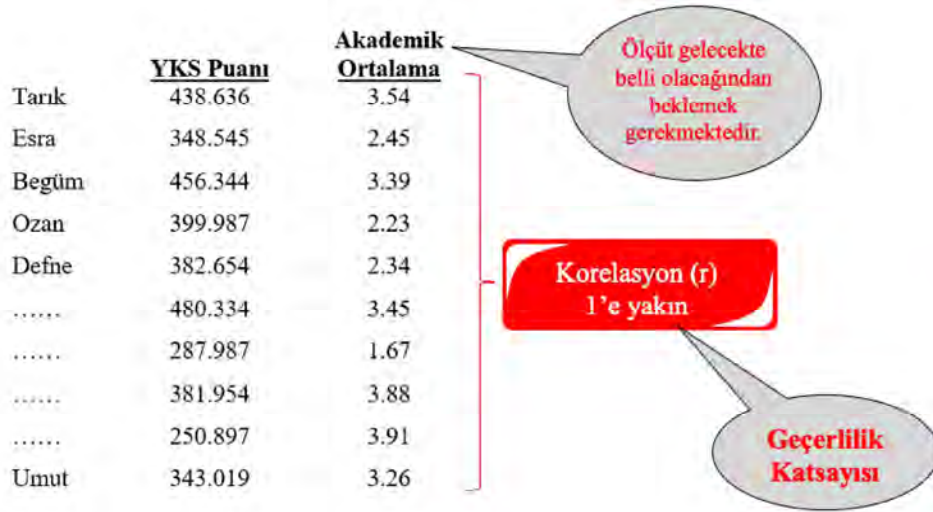 YKS Puanı Akademik Ortalama
Tarık 438.636 3.54
Esra 348.545 2.45
Begüm 456.344 3.39
Ozan 399.987 2.23
Defne 382.654 2.34
…… 480.334 3.45
…… 287.987 1.67
…… 381.954 3.88
…… 250.897 3.91
Umut 343.019 3.26
Ölçüt gelecekte
belli olacağından
beklemek
gerekmektedir.
Korelasyon (r)
1’e yakın
Geçerlilik
Katsayısı